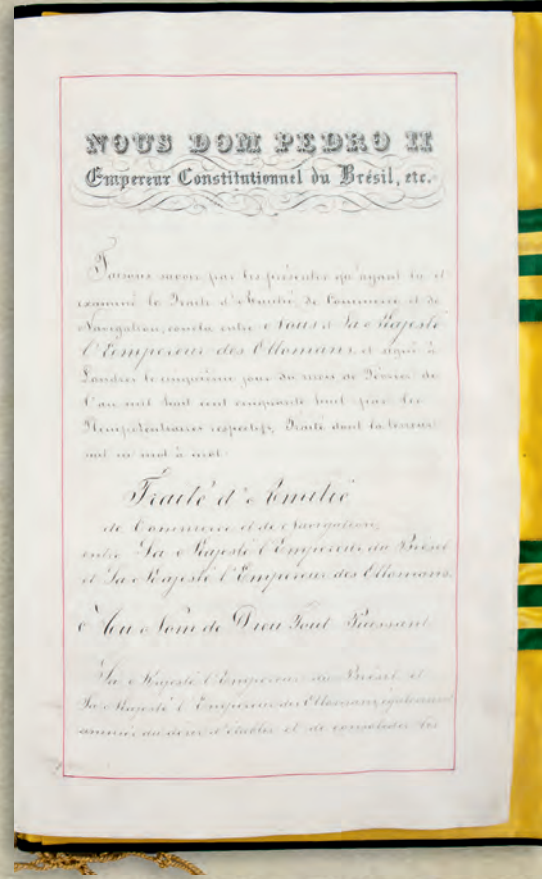 NOUS DOM PEDRO II
Empereur Constitutionnel du Brésil, etc.
Faisons savoir par les présentes qu'ayant lu et
examiné le Traité d'Amitié de Commerce et de
Navigation, conclu entre Nous et Sa Majesté
l'Empereur des Ottomans, et signé à
Londres le cinquième jour du mois de Février de
l'an mil huit cent cinquante huit par les
Plenipotentiaires respectifs, Traité dont la teneur
suit mot à mot.
Traité d'Amitié
de Commerce et de Navigation,
entre Sa Majesté l'Empereur du Brésil
et Sa Majesté l'Empereur des Ottomans.
Au Nom de Dieu Tout Puissant
Sa Majesté l'Empereur du Brésil et
Sa Majesté l'Empereur des Ottomans, également
animés du désir d'établir et de consolider les